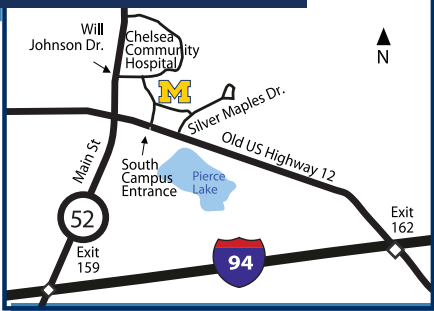 Will
Johnson Dr.
Chelsea
Community
Hospital
N
M
Silver Maples Dr.
Main St
South
Campus
Entrance
Old US Highway 12
Pierce
Lake
52
Exit
159
94
Exit
162